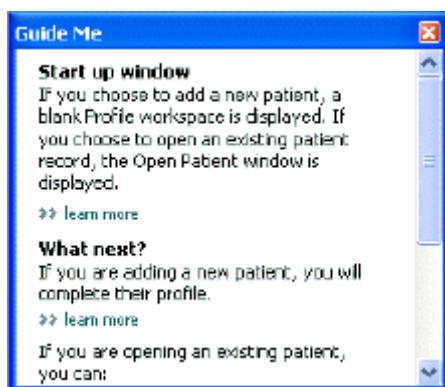 Guide Me
Start up window
If you choose to add a new patient, a
blank Profile workspace is displayed. If
you choose to open an existing patient
record, the Open Patient window is
displayed.
>> learn more
What next?
If you are adding a new patient, you will
complete their profile.
>> learn more
If you are opening an existing patient,
you can: